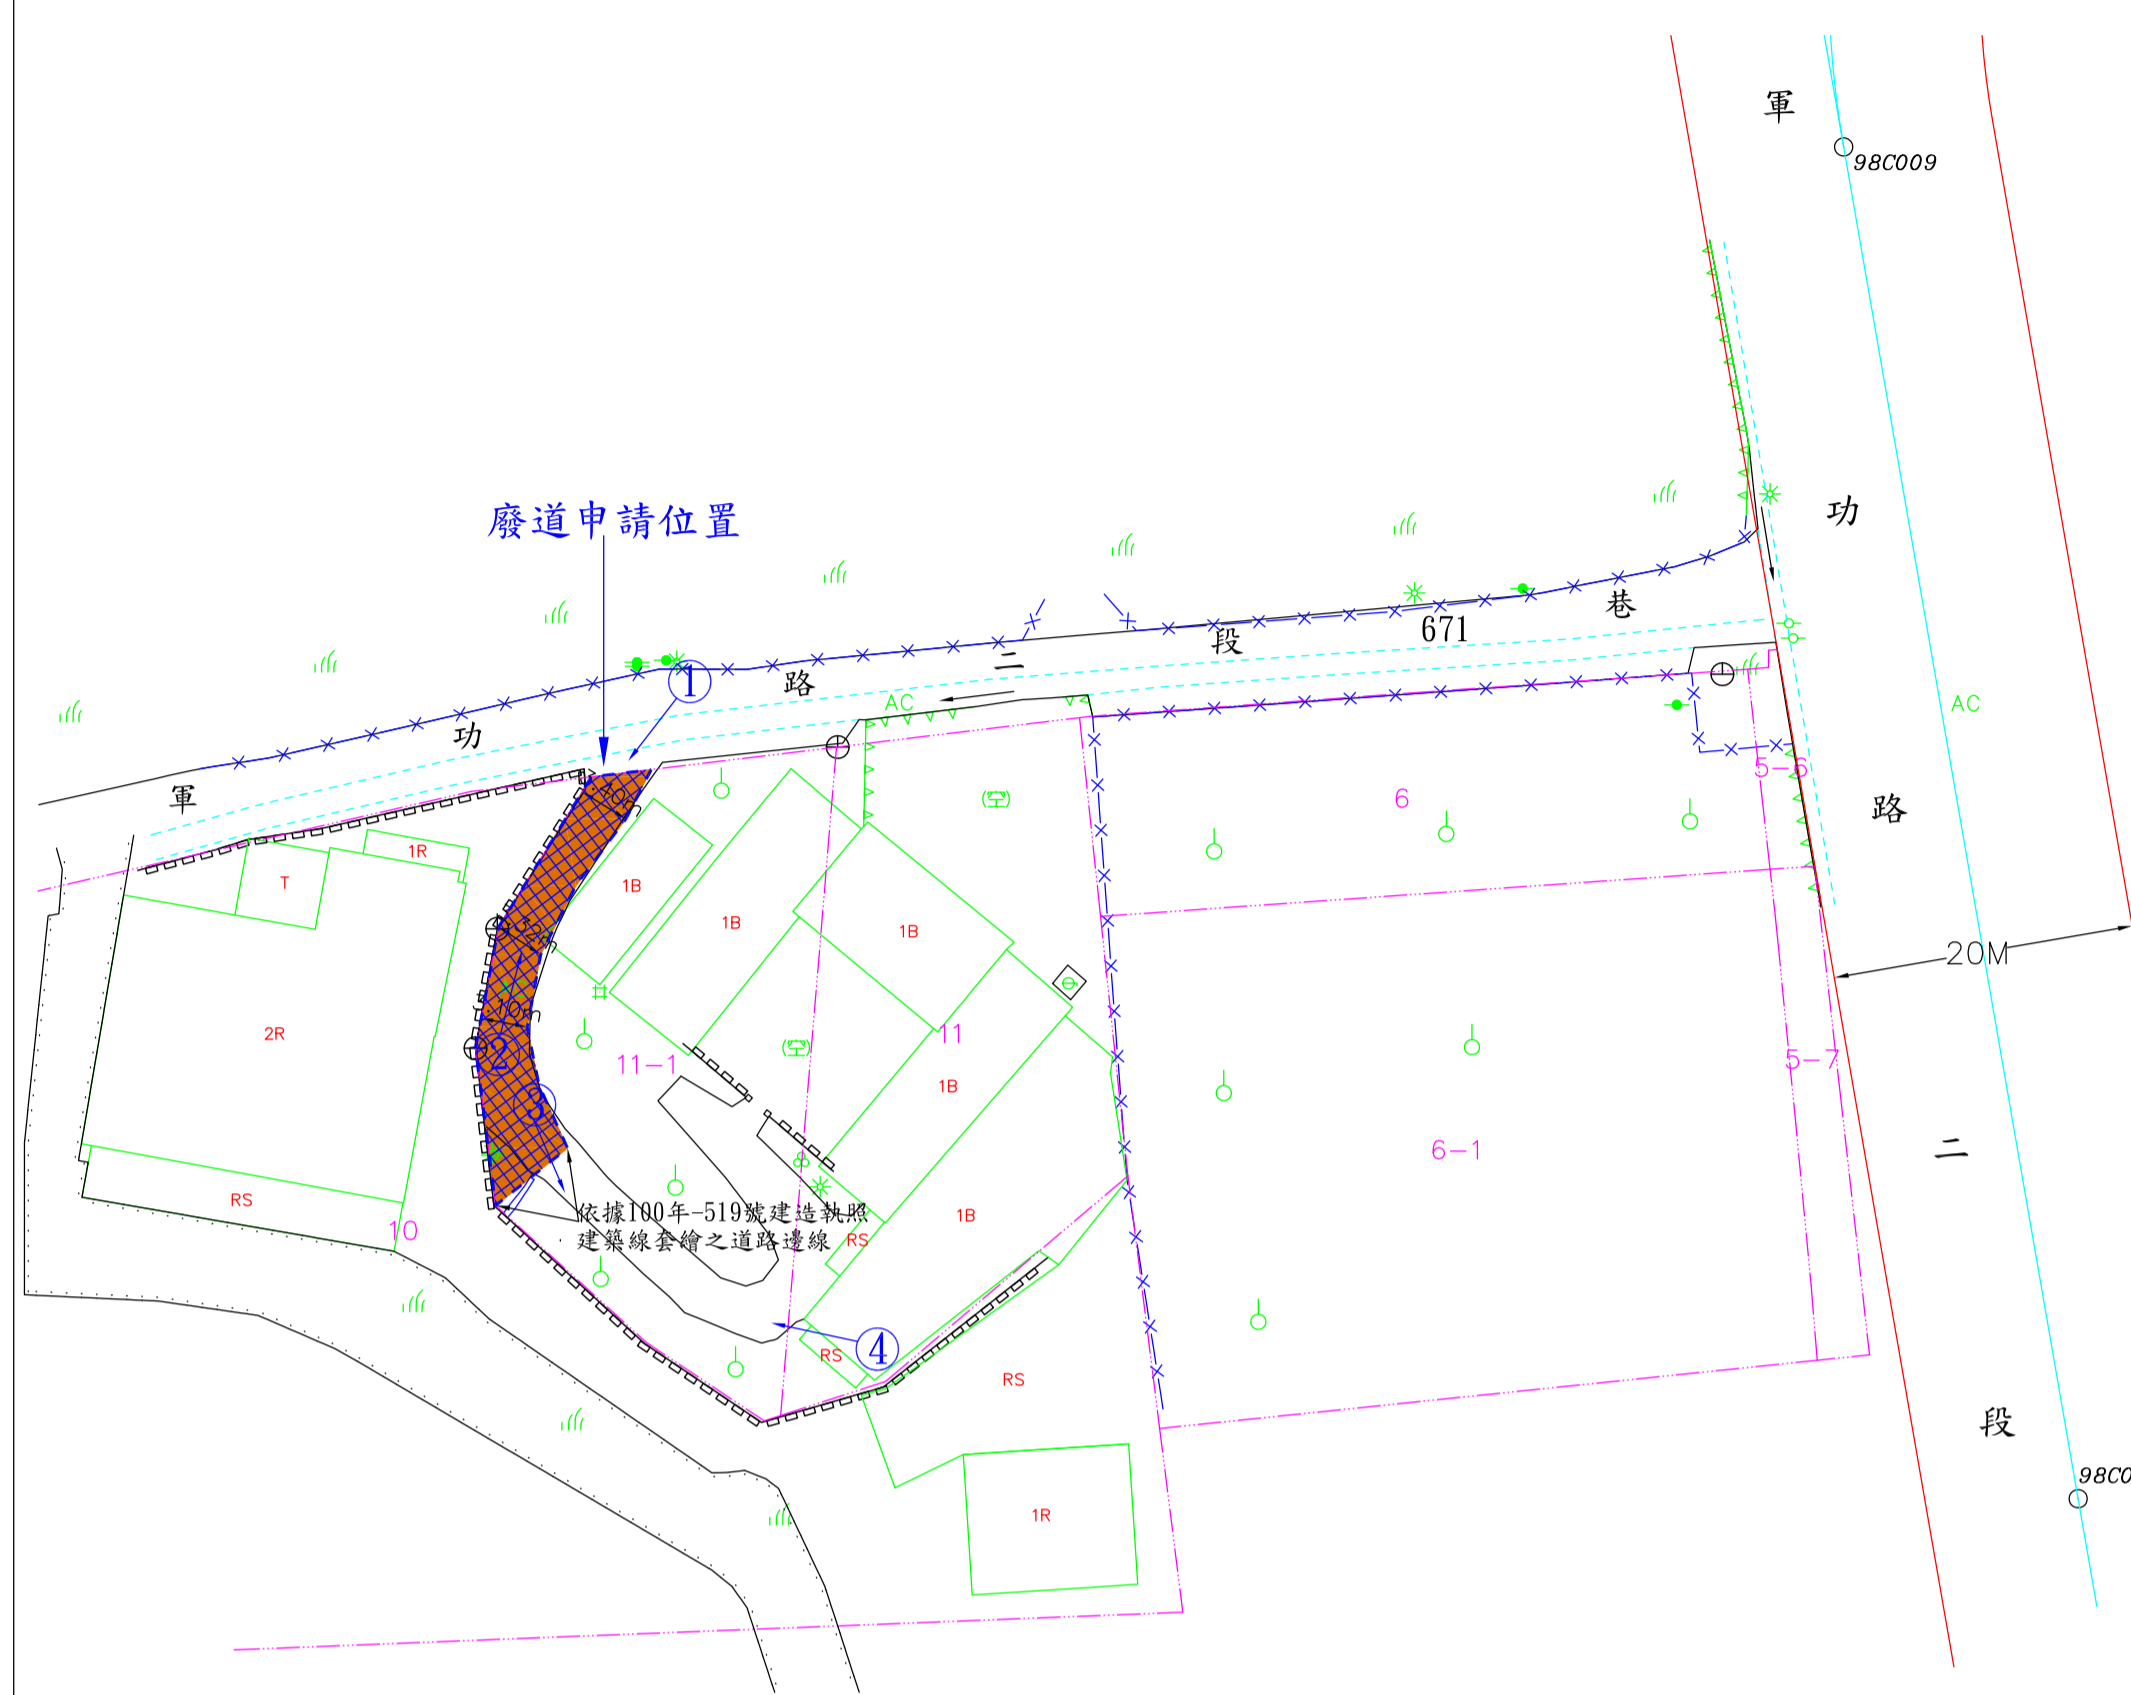 軍
98C009
功
廢道申請位置
軍功路二段671巷
1
AC
AC
5-6
6
路
1R
T
1B
1B
1B
20M
2R
2
11
11-1
5-7
3
1B
6-1
二
RS
10
依據100年-519號建造執照
建築線套繪之道路邊線
1B
RS
4
RS
RS
段
98C0
1R